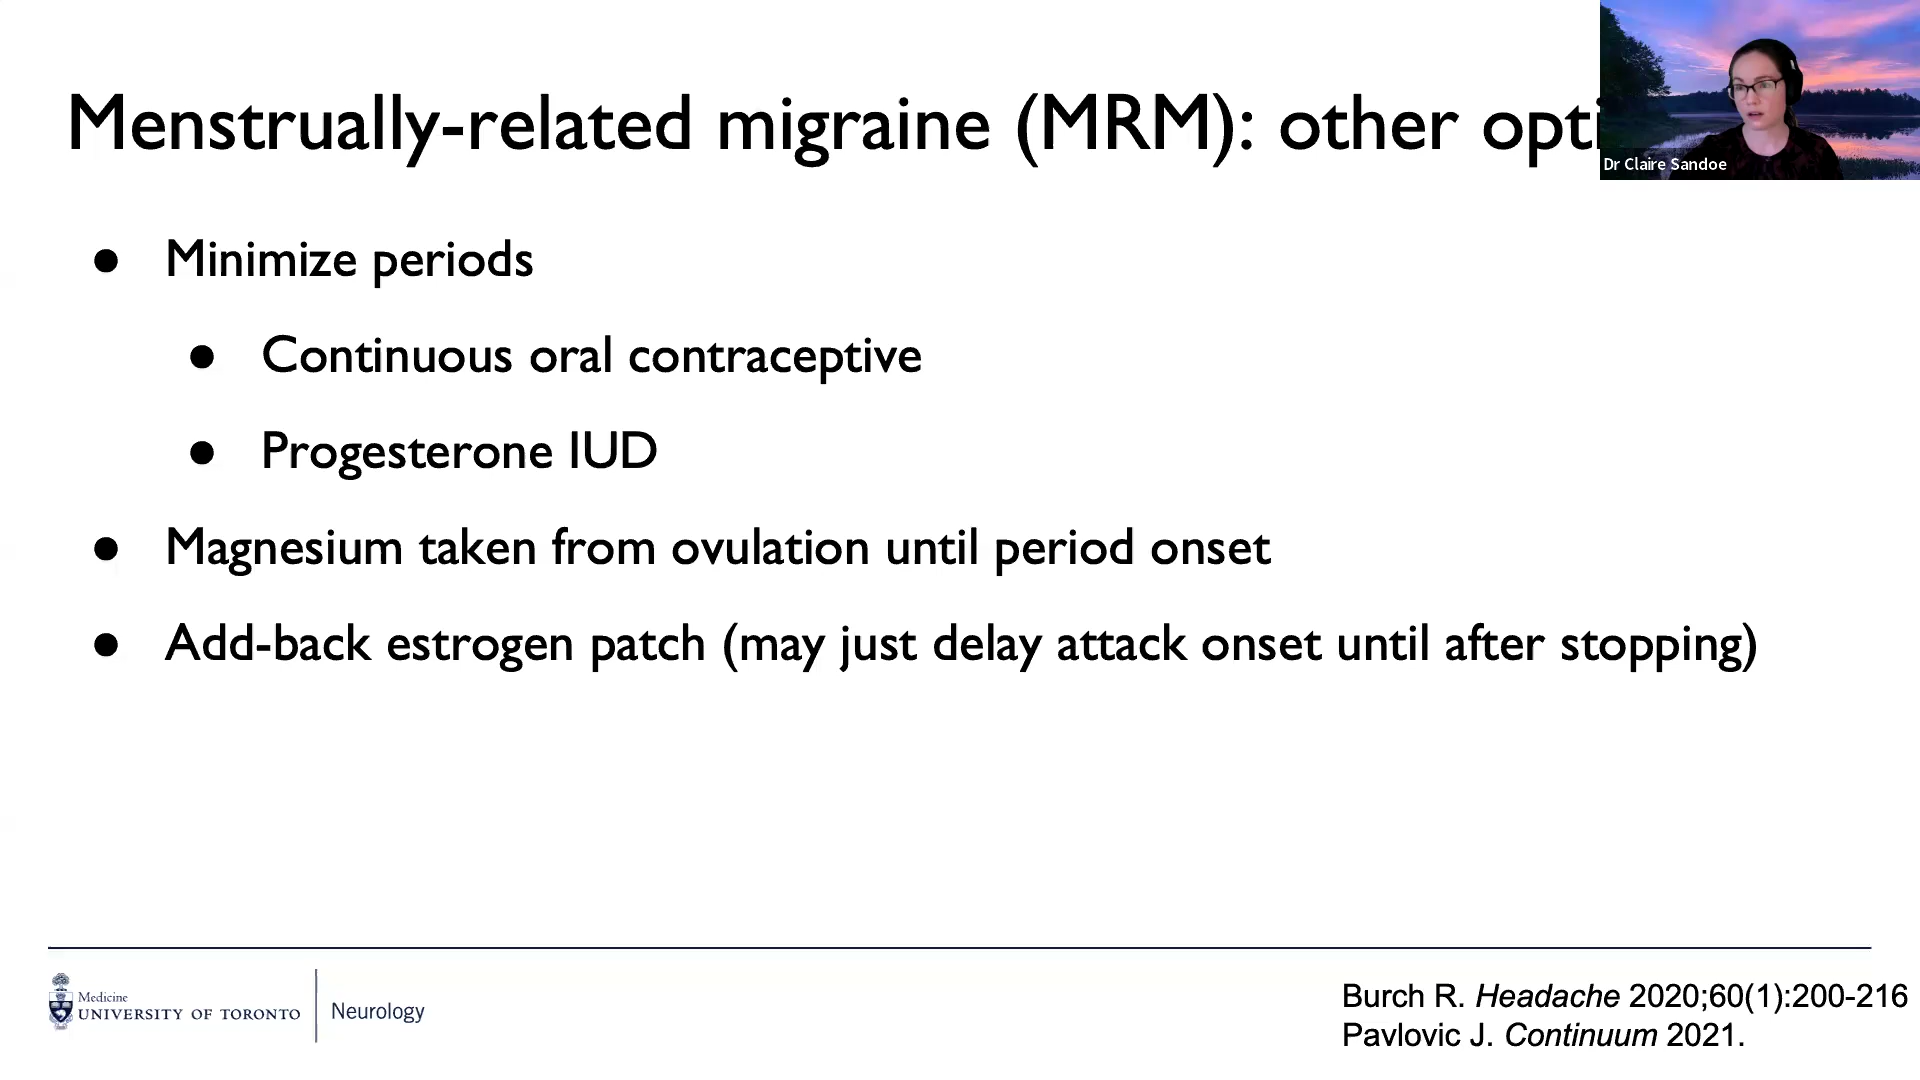 Menstrually-related migraine (MRM): other opti
Dr Claire Sandoe
● Minimize periods
● Continuous oral contraceptive
● Progesterone IUD
● Magnesium taken from ovulation until period onset
● Add-back estrogen patch (may just delay attack onset until after stopping)
Medicine
UNIVERSITY OF TORONTO
Neurology
Burch R. Headache 2020;60(1):200-216
Pavlovic J. Continuum 2021.